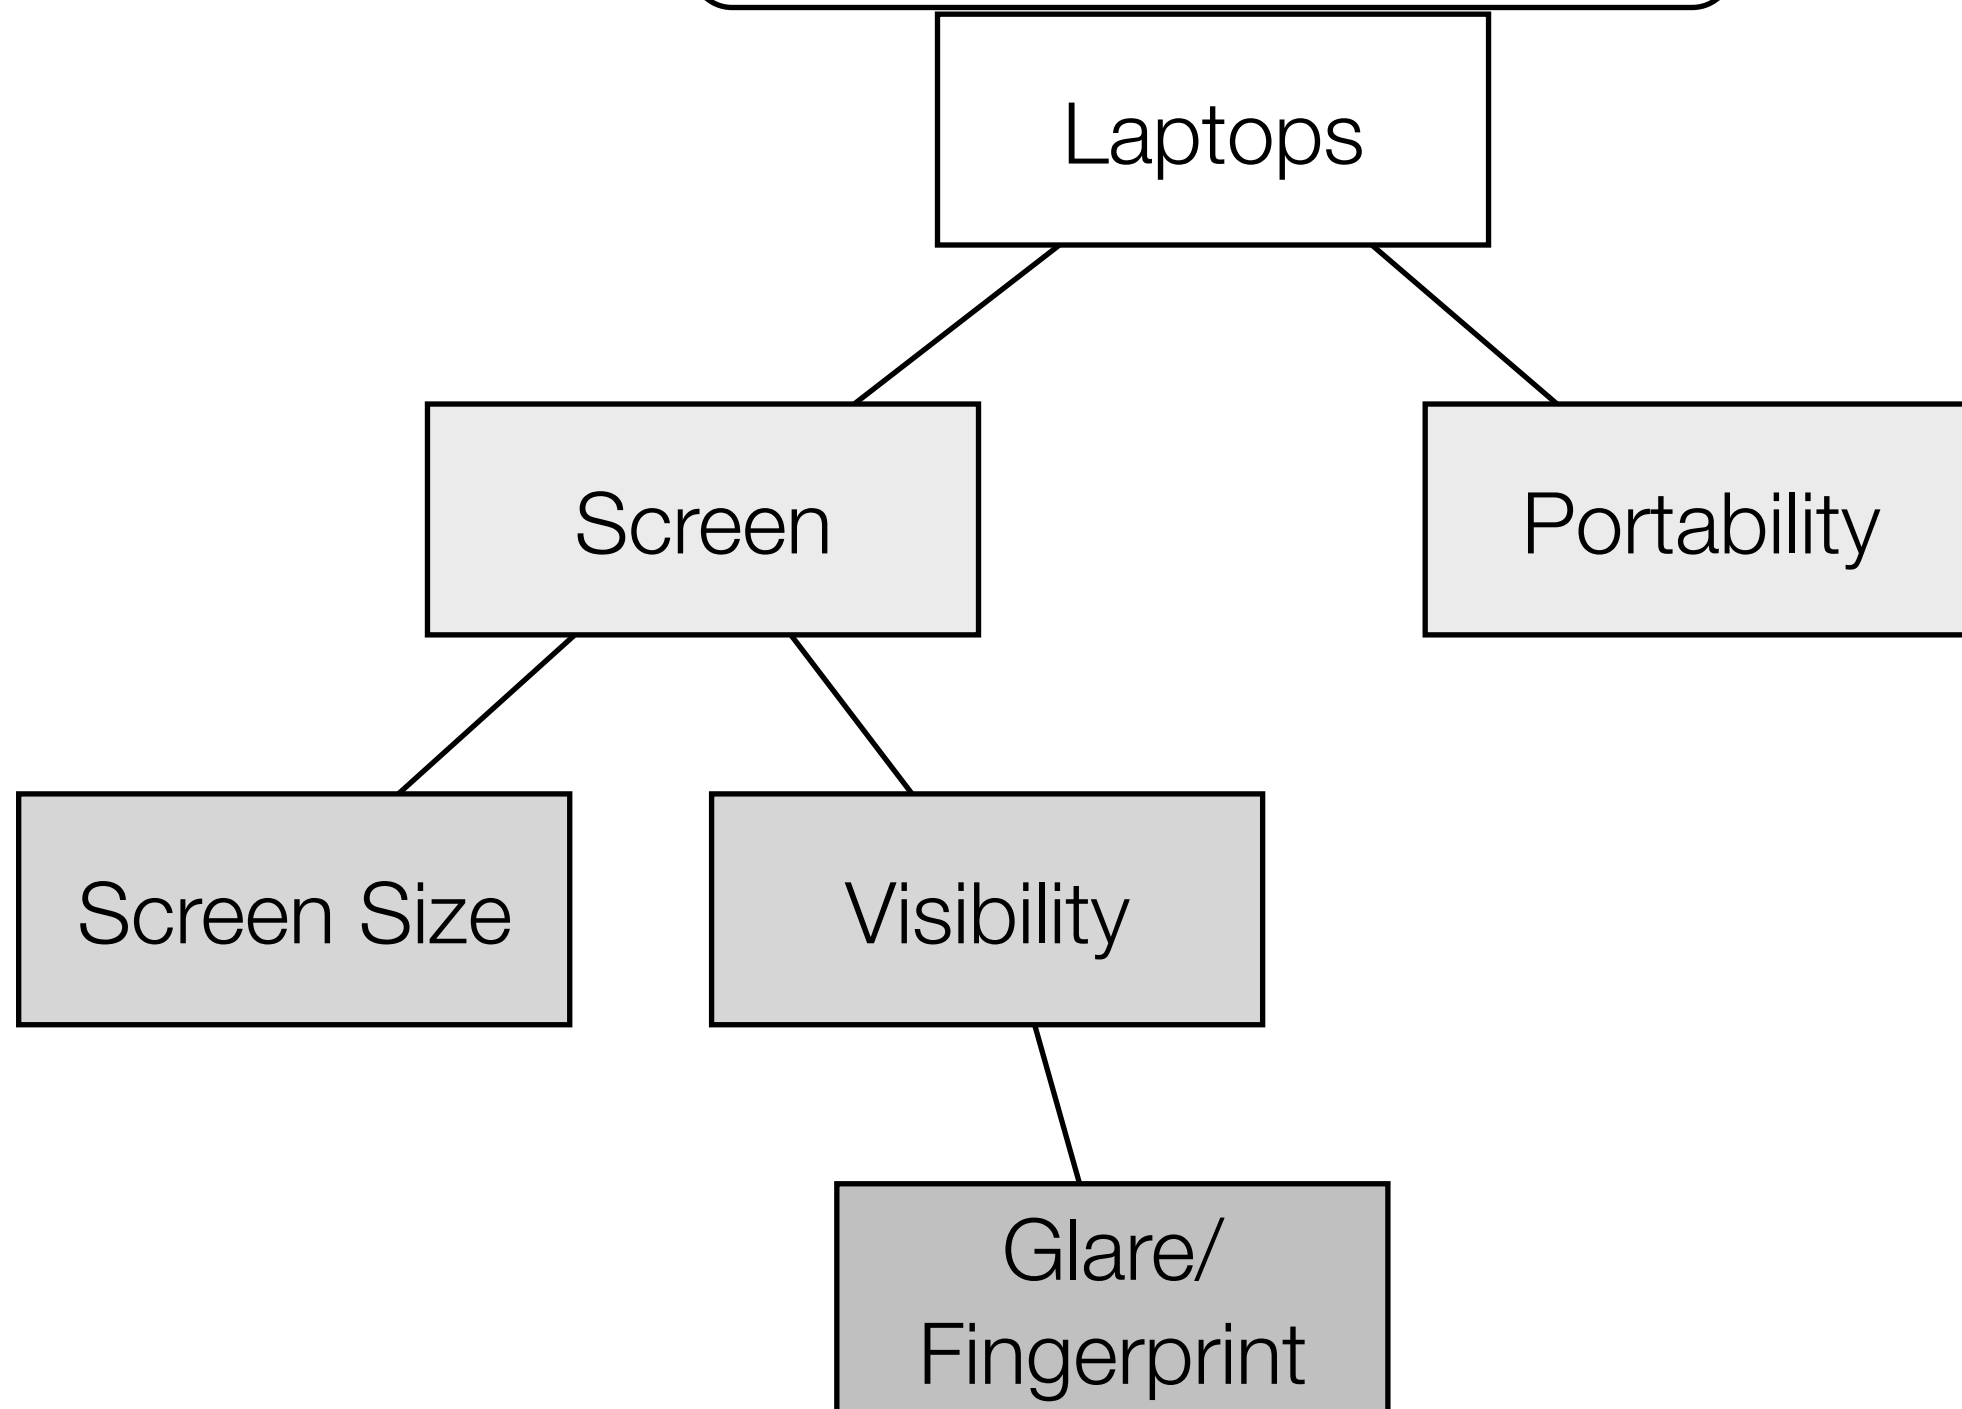 Laptops
Screen
Portability
Screen Size
Visibility
Glare/
Fingerprint